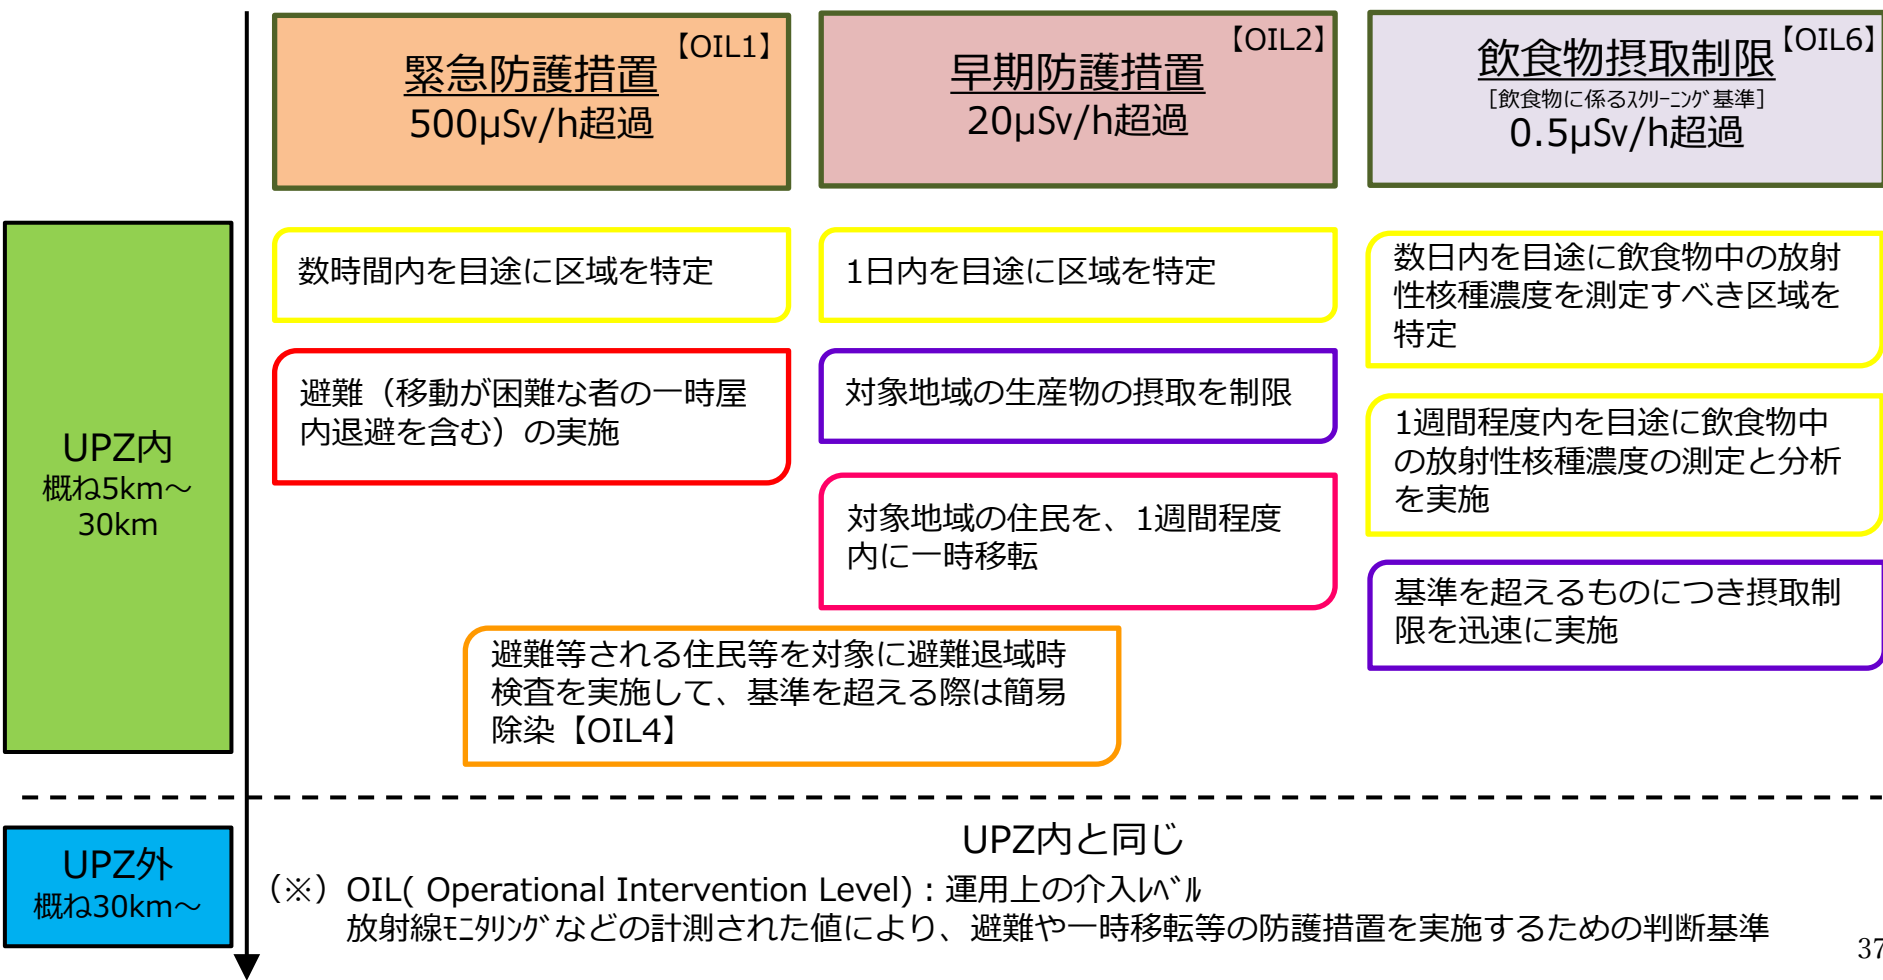 緊急防護措置
【OIL1】
500μSv/h超過
早期防護措置
【OIL2】
20μSv/h超過
飲食物摂取制限
【OIL6】
[飲食物に係るｽｸﾘｰﾆﾝｸﾞ基準]
0.5μSv/h超過
UPZ内
概ね5km～
30km
数時間内を目途に区域を特定
避難（移動が困難な者の一時屋
内退避を含む）の実施
1日内を目途に区域を特定
対象地域の生産物の摂取を制限
対象地域の住民を、1週間程度
内に一時移転
避難等される住民等を対象に避難退域時
検査を実施して、基準を超える際は簡易
除染【OIL4】
数日内を目途に飲食物中の放射
性核種濃度を測定すべき区域を
特定
1週間程度内を目途に飲食物中
の放射性核種濃度の測定と分析
を実施
基準を超えるものにつき摂取制
限を迅速に実施
UPZ外
概ね30km～
UPZ内と同じ
（※）OIL( Operational Intervention Level)：運用上の介入ﾚﾍﾞﾙ
放射線ﾓﾆﾀﾘﾝｸﾞなどの計測された値により、避難や一時移転等の防護措置を実施するための判断基準
37